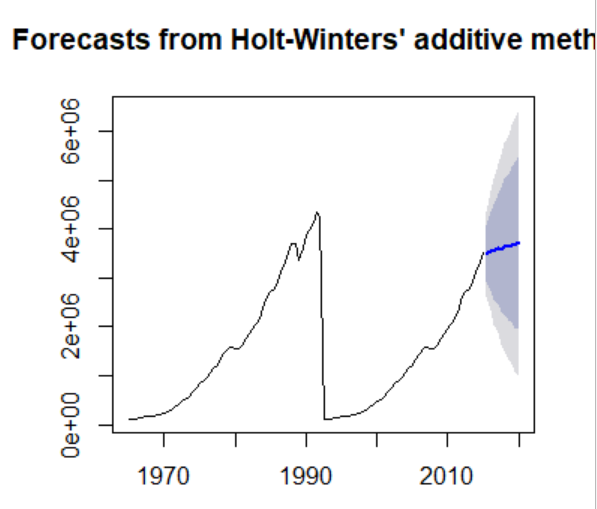 Forecasts from Holt-Winters' additive meth
6e+06
4e+06
2e+06
0e+00
1970 1990 2010